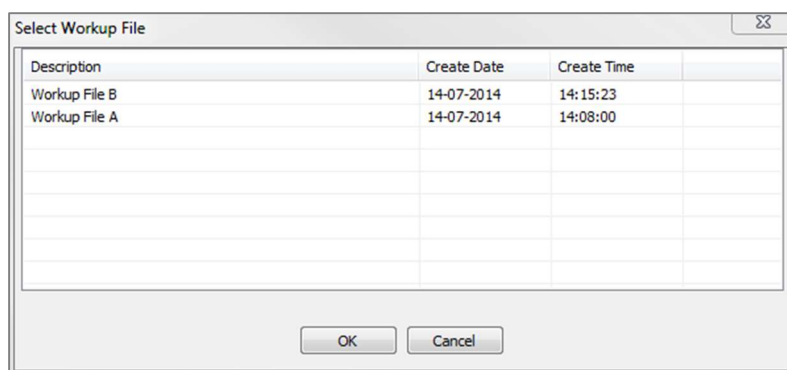 Select Workup File
Description Create Date Create Time
Workup File B 14-07-2014 14:15:23
Workup File A 14-07-2014 14:08:00
OK Cancel